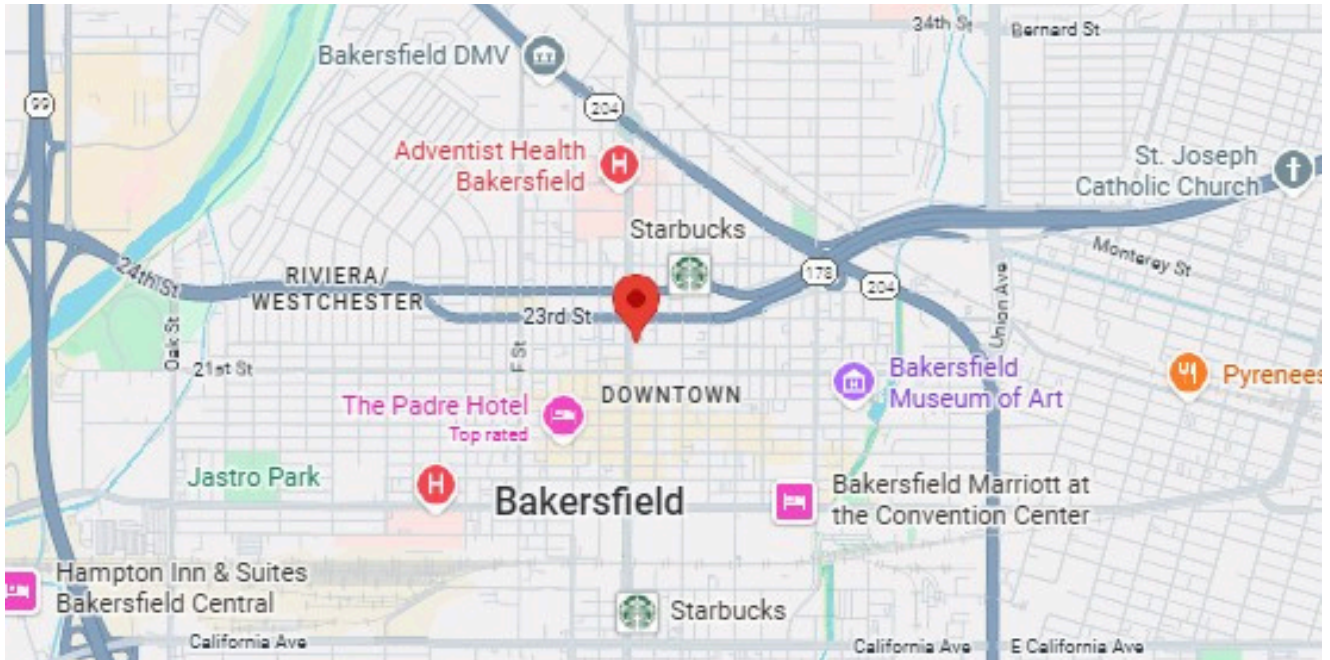 34th St
Bernard St
Bakersfield DMV
99
204
Adventist Health
Bakersfield
St. Joseph
Catholic Church
Starbucks
Monterey St
24th St
RIVIERA/
WESTCHESTER
178
204
23rd St
Union Ave
Oak St
F St
21st St
Bakersfield
Museum of Art
Pyrenees
DOWNTOWN
The Padre Hotel
Top rated
Jastro Park
H
H
Bakersfield
Bakersfield Marriott at
the Convention Center
Hampton Inn & Suites
Bakersfield Central
Starbucks
California Ave
California Ave
E California Ave